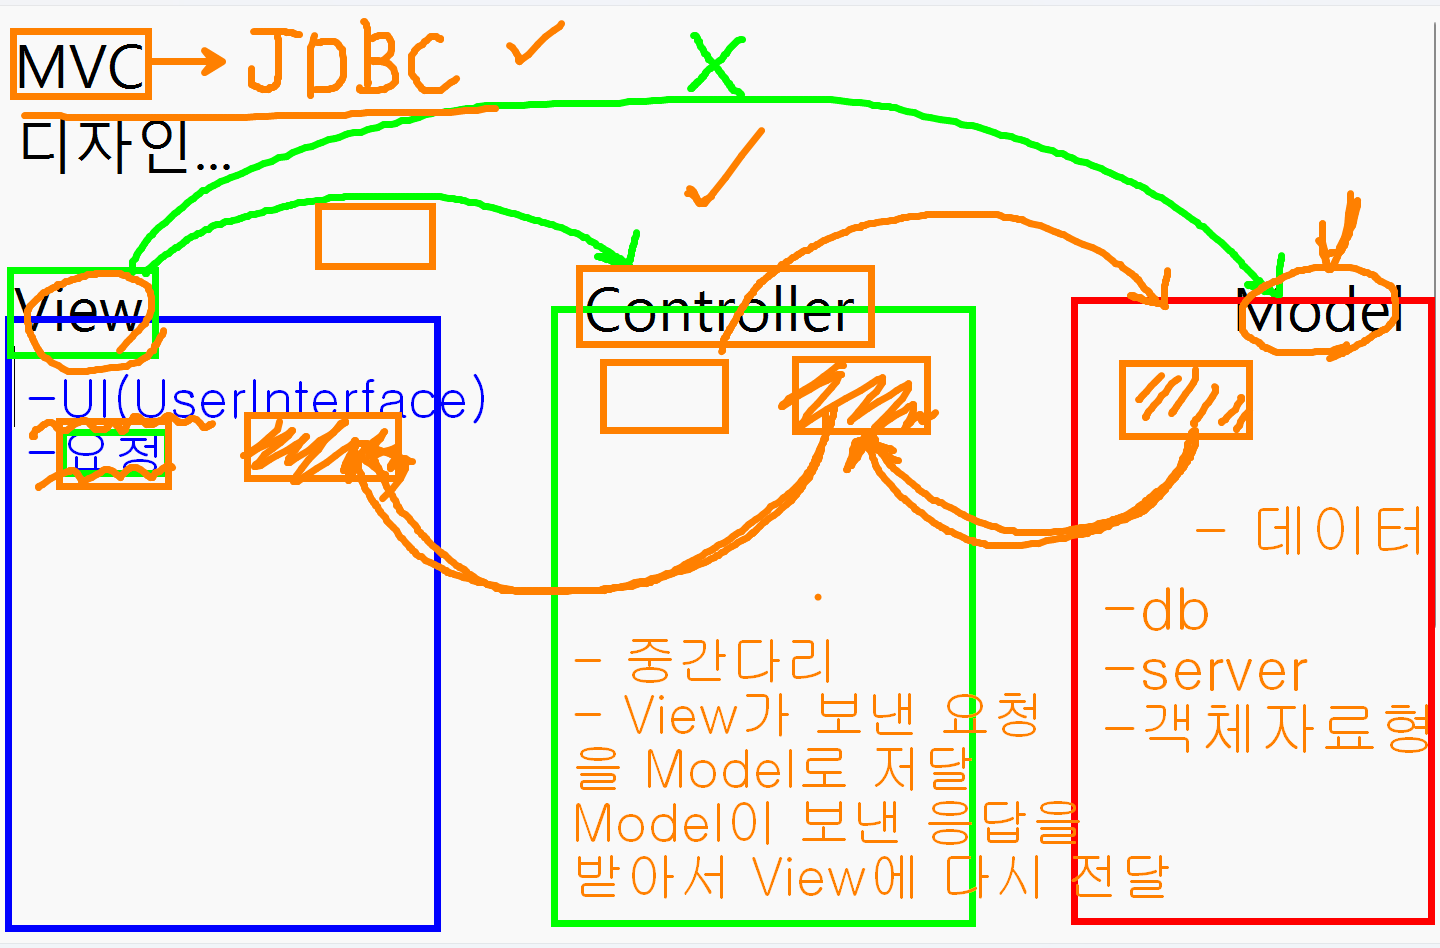 MVC → JDBC
디자인...
View
Controller
Model
-UI(UserInterface)
-요청
- 데이터
-db
-server
-객체자료형
- 중간다리
- View가 보낸 요청
을 Model로 저달
Model이 보낸 응답을
받아서 View에 다시 전달